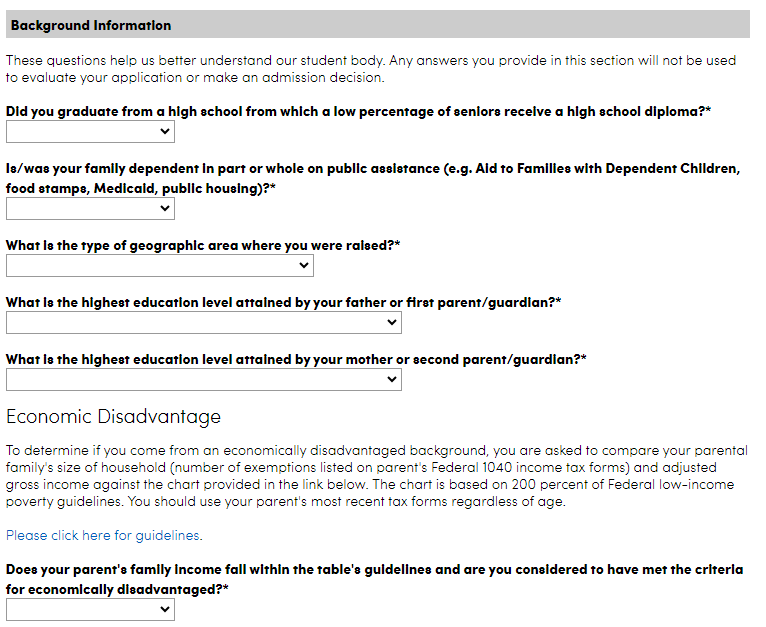 Background Information
These questions help us better understand our student body. Any answers you provide in this section will not be used
to evaluate your application or make an admission decision.
Did you graduate from a high school from which a low percentage of seniors receive a high school diploma?*
Is/was your family dependent in part or whole on public assistance (e.g. Aid to Families with Dependent Children,
food stamps, Medicaid, public housing)?*
What is the type of geographic area where you were raised?*
What is the highest education level attained by your father or first parent/guardian?*
What is the highest education level attained by your mother or second parent/guardian?*
Economic Disadvantage
To determine if you come from an economically disadvantaged background, you are asked to compare your parental
family's size of household (number of exemptions listed on parent's Federal 1040 income tax forms) and adjusted
gross income against the chart provided in the link below. The chart is based on 200 percent of Federal low-income
poverty guidelines. You should use your parent's most recent tax forms regardless of age.
Please click here for guidelines.
Does your parent's family income fall within the table's guidelines and are you considered to have met the criteria
for economically disadvantaged?*